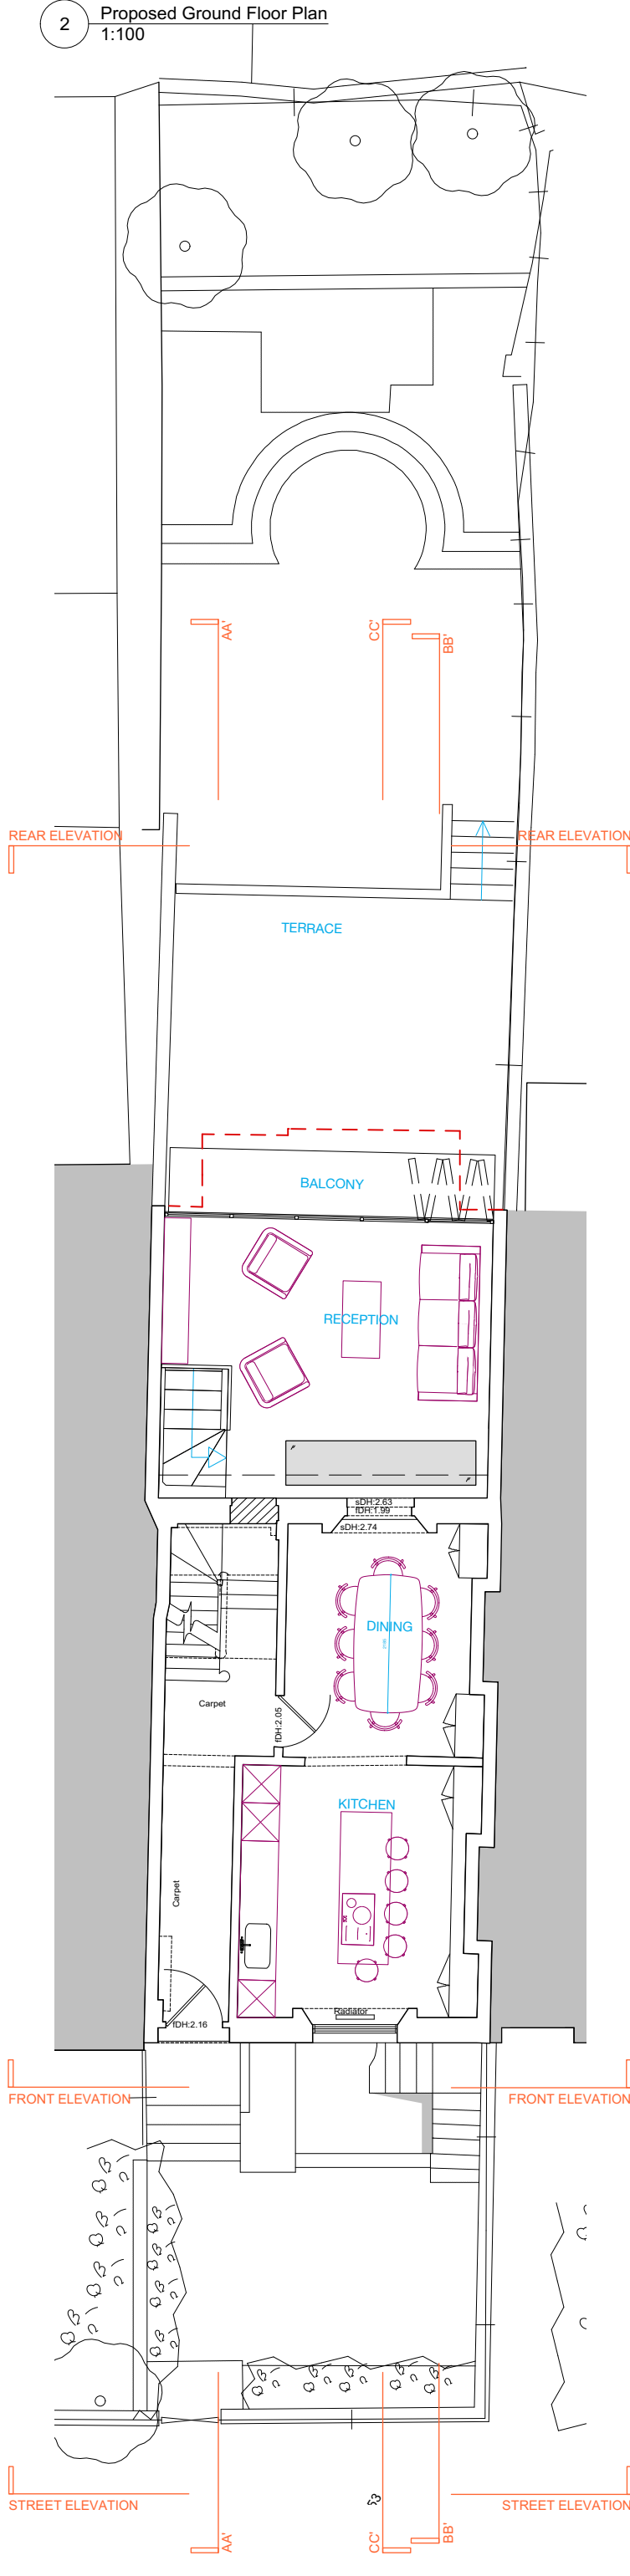 2
Proposed Ground Floor Plan
1:100
AA'
CC'
BB'
REAR ELEVATION
REAR ELEVATION
TERRACE
BALCONY
RECEPTION
sDH:2.63
fDH:1.99
sDH:2.74
DINING
Carpet
fDH:2.05
KITCHEN
Carpet
Radiator
fDH:2.16
FRONT ELEVATION
FRONT ELEVATION
53
STREET ELEVATION
STREET ELEVATION
AA'
CC'
BB'